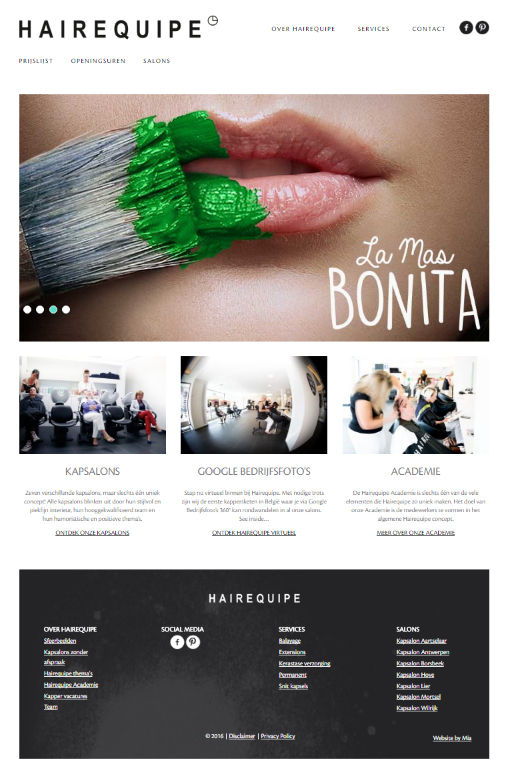 HAIREQUIPE
OVER HAIREQUIPE SERVICES CONTACT
PRIJSLIJST OPENINGSUREN SALONS
La Mas
BONITA
KAPSALONS
Zeven verschillende kapsalons, maar slechts één uniek
concept! Alle kapsalons blinken uit door hun stijlvol en
piekfijn interieur, hun hooggekwalificeerd team en
hun humoristische en positieve thema's.
ONTDEK ONZE KAPSALONS
GOOGLE BEDRIJFSFOTO'S
Stap nu virtueel binnen bij Hairequipe. Met nodige trots
zijn wij de eerste kappersketen in België waar je via Google
Bedrijfsfoto's 360° kan rondwandelen in al onze salons.
See inside...
ONTDEK HAIREQUIPE VIRTUEEL
ACADEMIE
De Hairequipe Academie is slechts één van de vele
elementen die Hairequipe zo uniek maken. Het doel van
onze Academie is de medewerkers te vormen in het
algemene Hairequipe concept.
MEER OVER ONZE ACADEMIE
HAIREQUIPE
OVER HAIREQUIPE
Sfeerbeelden
Kapsalons zonder
afspraak
Hairequipe thema's
Hairequipe Academie
Kapper vacatures
Team
SOCIAL MEDIA
SERVICES
Balayage
Extensions
Kerastase verzorging
Permanent
Snit kapsels
SALONS
Kapsalon Aartselaar
Kapsalon Antwerpen
Kapsalon Borsbeek
Kapsalon Hove
Kapsalon Lier
Kapsalon Mortsel
Kapsalon Wilrijk
© 2016 | Disclaimer | Privacy Policy
Website by Mia